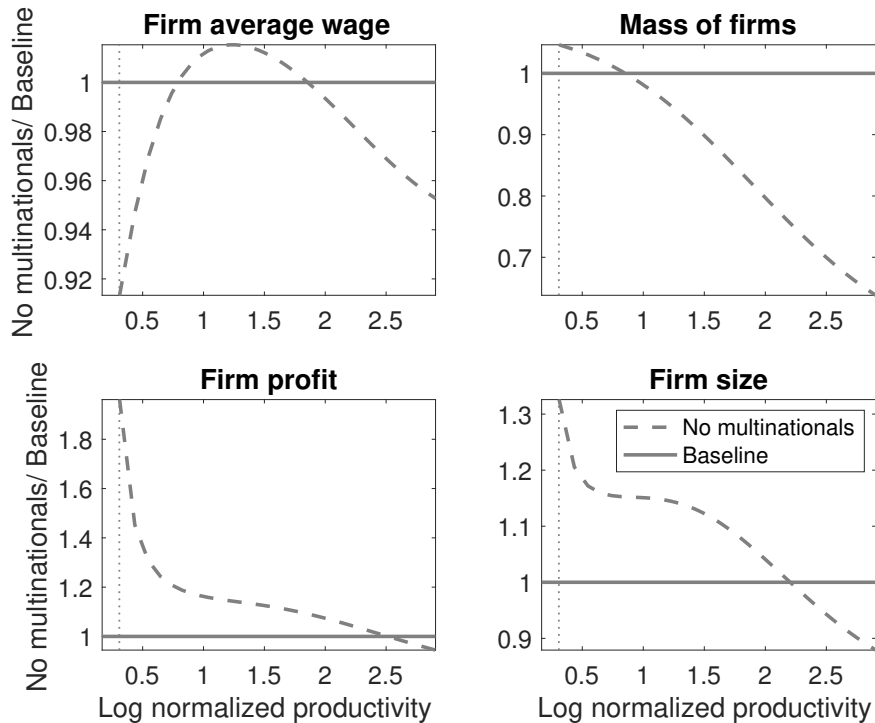 Firm average wage
No multinationals/ Baseline
1
0.98
0.96
0.94
0.92
0.5 1 1.5 2 2.5
Mass of firms
1
0.9
0.8
0.7
0.5 1 1.5 2 2.5
Firm profit
No multinationals/ Baseline
1.8
1.6
1.4
1.2
1
0.5 1 1.5 2 2.5
Log normalized productivity
Firm size
1.3
1.2
1.1
1
0.9
No multinationals
Baseline
0.5 1 1.5 2 2.5
Log normalized productivity